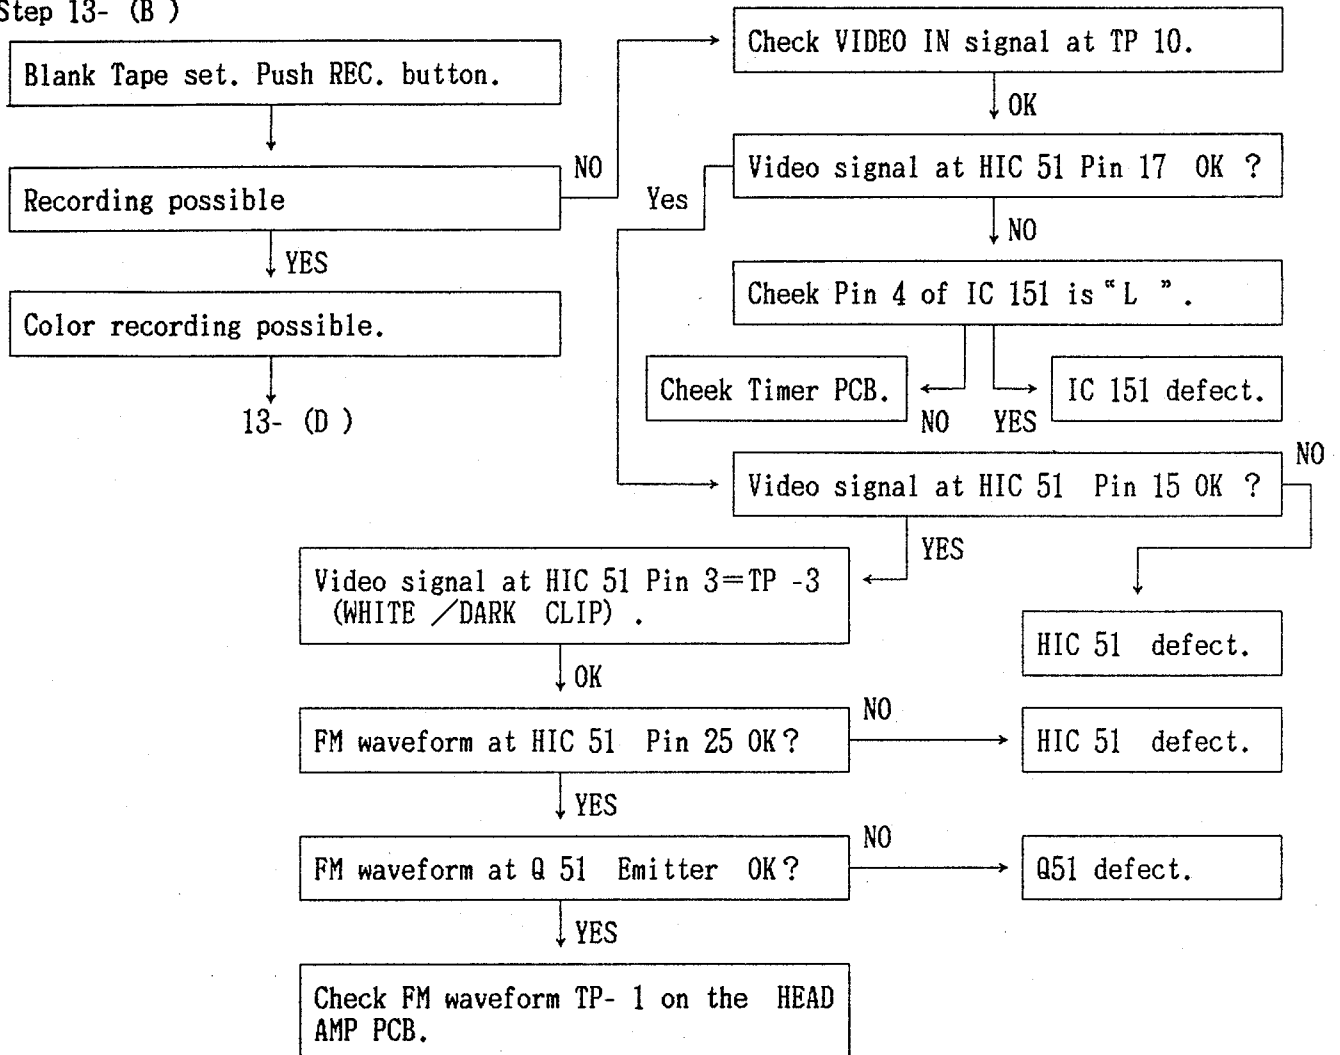 Step 13- (B )
Blank Tape set. Push REC. button.
Recording possible
NO
YES
Color recording possible.
13- (D )
Check VIDEO IN signal at TP 10.
OK
Video signal at HIC 51 Pin 17 OK ?
Yes
NO
Cheek Pin 4 of IC 151 is “L ” .
Cheek Timer PCB.
NO
YES
IC 151 defect.
Video signal at HIC 51 Pin 15 OK ?
NO
YES
HIC 51 defect.
Video signal at HIC 51 Pin 3=TP -3
(WHITE /DARK CLIP) .
OK
FM waveform at HIC 51 Pin 25 OK?
NO
HIC 51 defect.
YES
FM waveform at Q 51 Emitter OK?
NO
Q51 defect.
YES
Check FM waveform TP- 1 on the HEAD
AMP PCB.